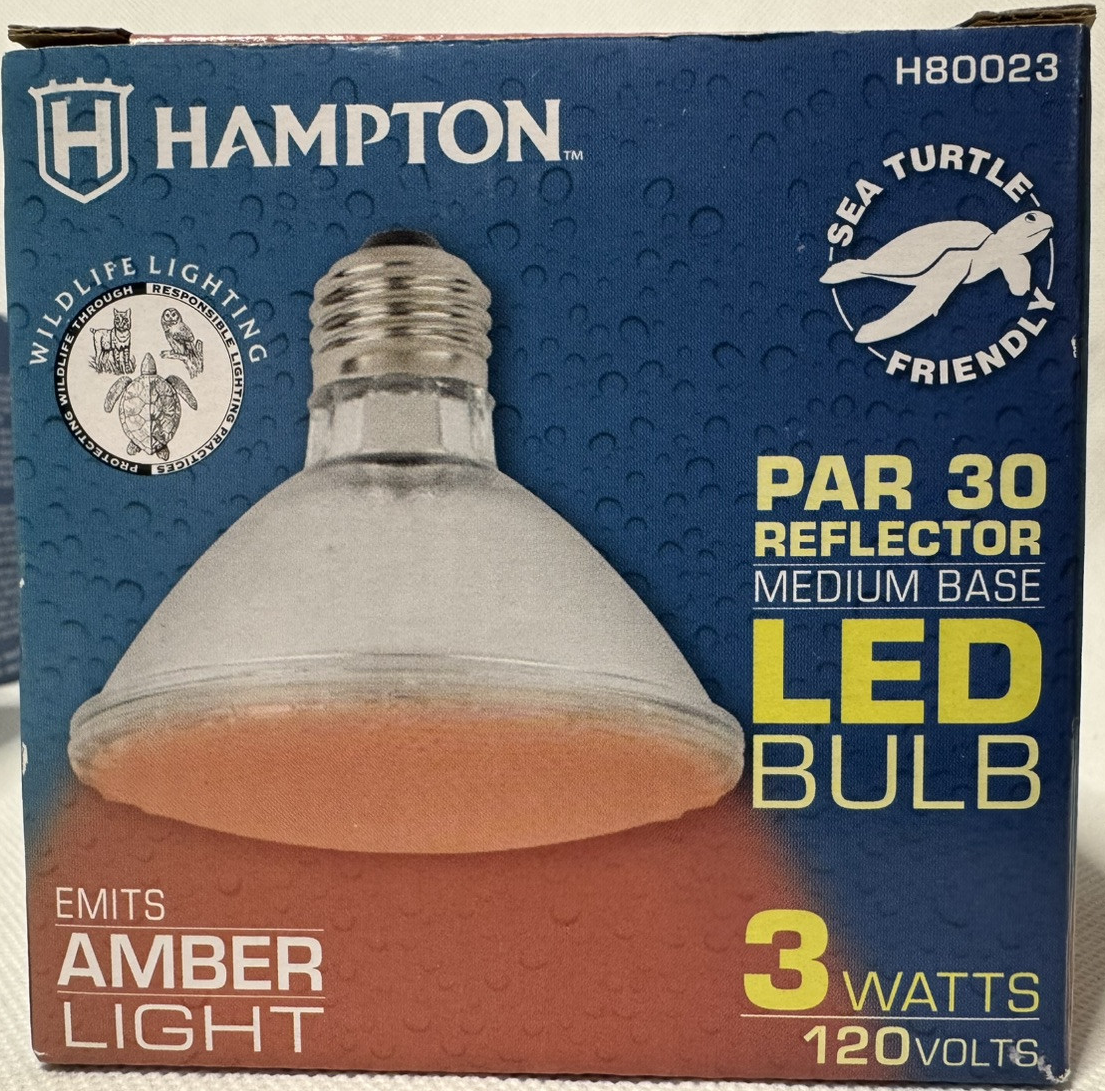 H80023
H HAMPTON™
SEA TURTLE
FRIENDLY
WILDLIFE LIGHTING
PROTECTING WILDLIFE THROUGH RESPONSIBLE LIGHTING PRACTICES
PAR 30
REFLECTOR
MEDIUM BASE
LED
BULB
EMITS
AMBER
LIGHT
3 WATTS
120 VOLTS